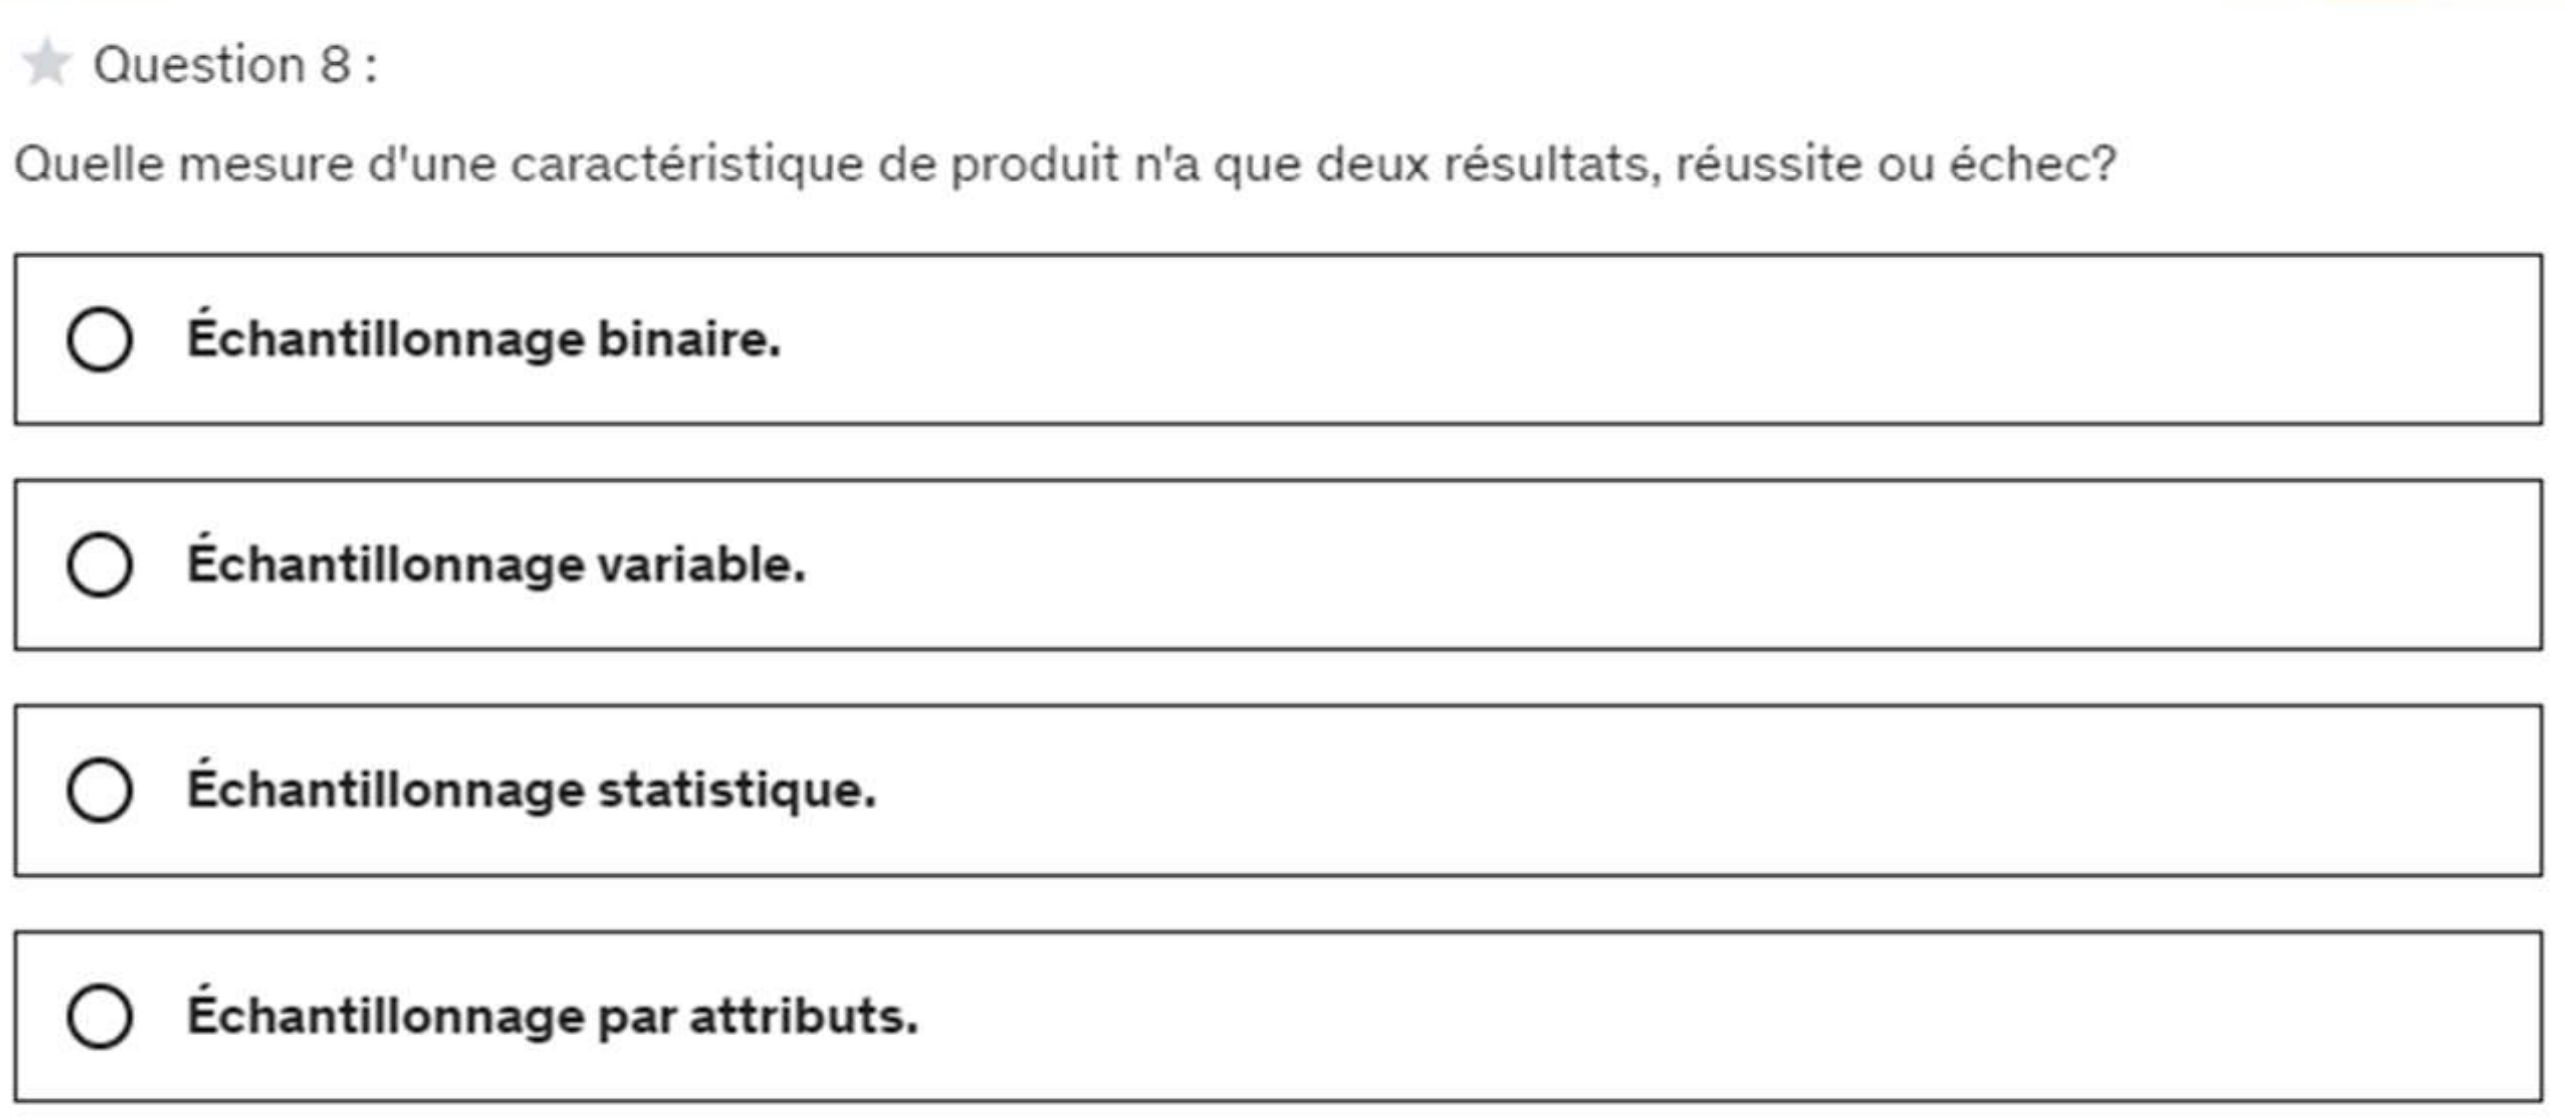 Question 8 :
Quelle mesure d'une caractéristique de produit n'a que deux résultats, réussite ou échec?
Échantillonnage binaire.
Échantillonnage variable.
Échantillonnage statistique.
Échantillonnage par attributs.